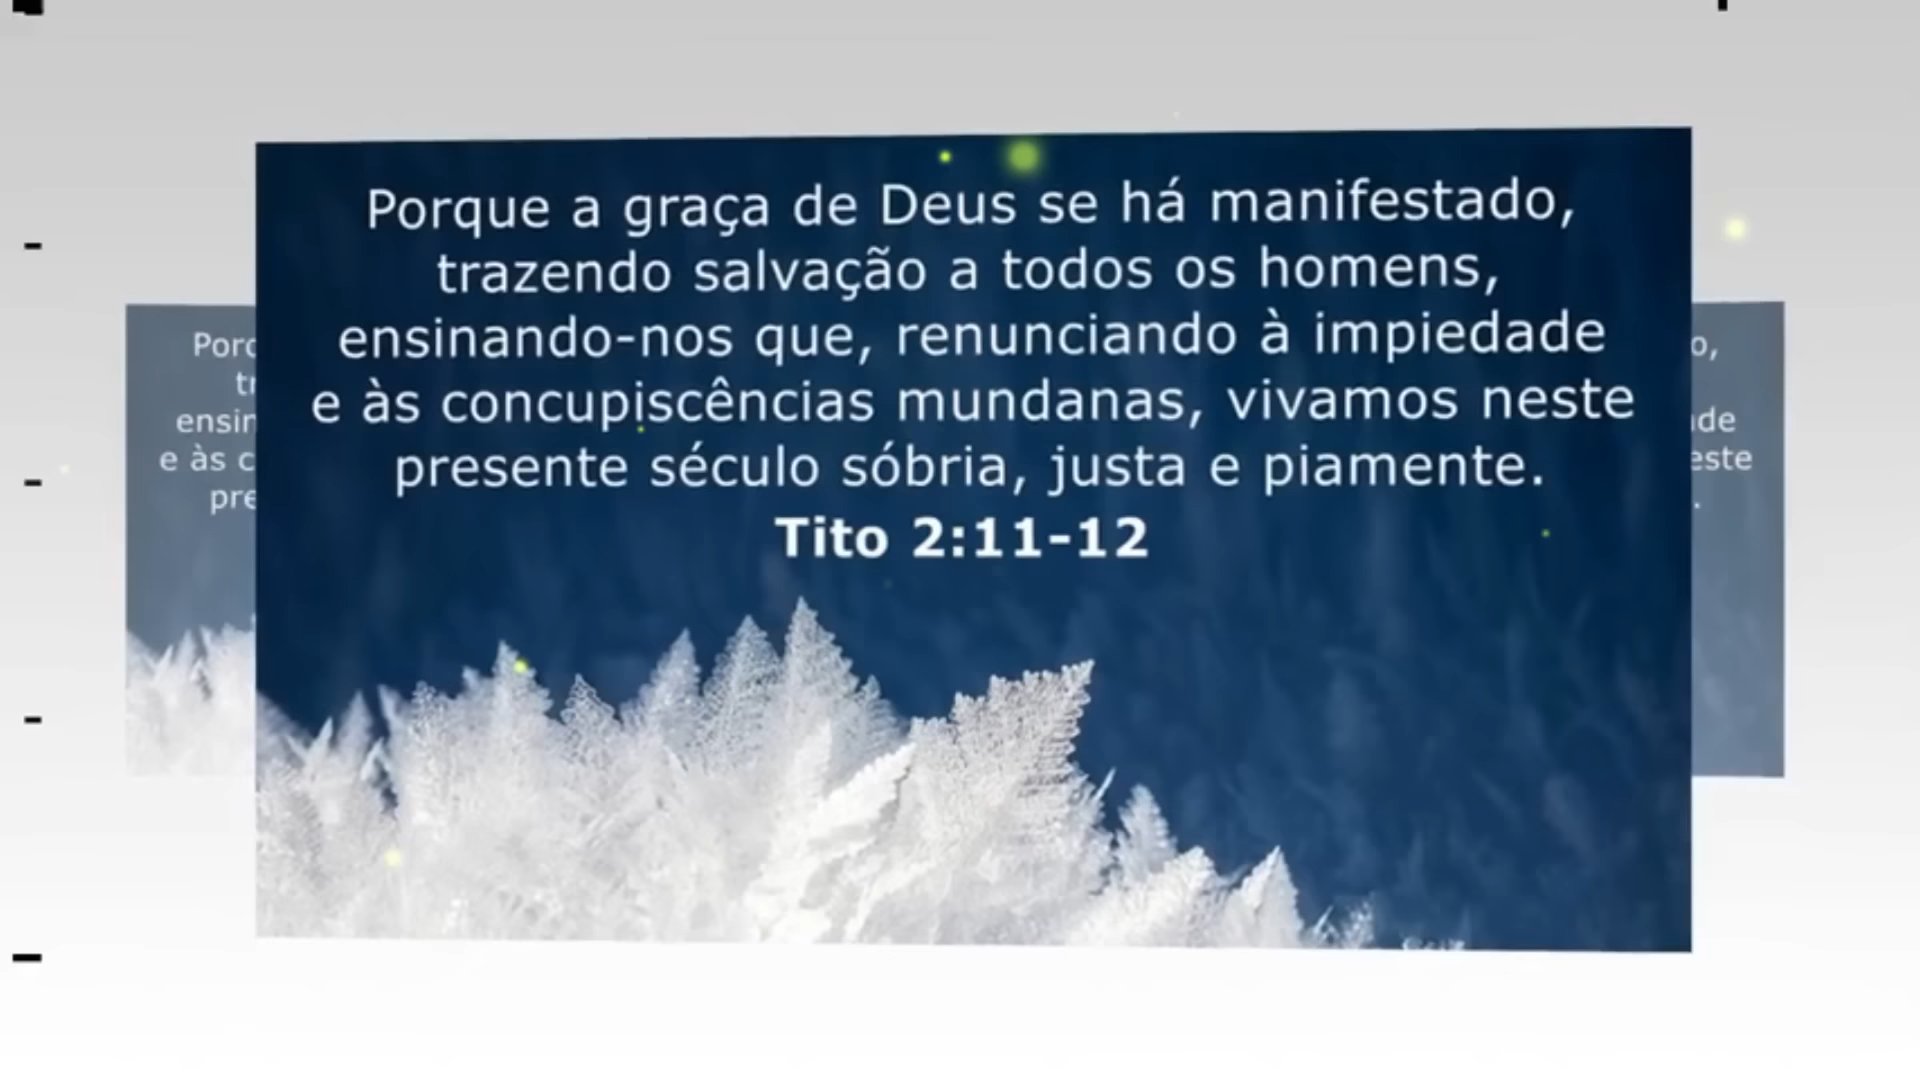 Porque a graça de Deus se há manifestado,
trazendo salvação a todos os homens,
ensinando-nos que, renunciando à impiedade
e às concupiscências mundanas, vivamos neste
presente século sóbria, justa e piamente.
Tito 2:11-12